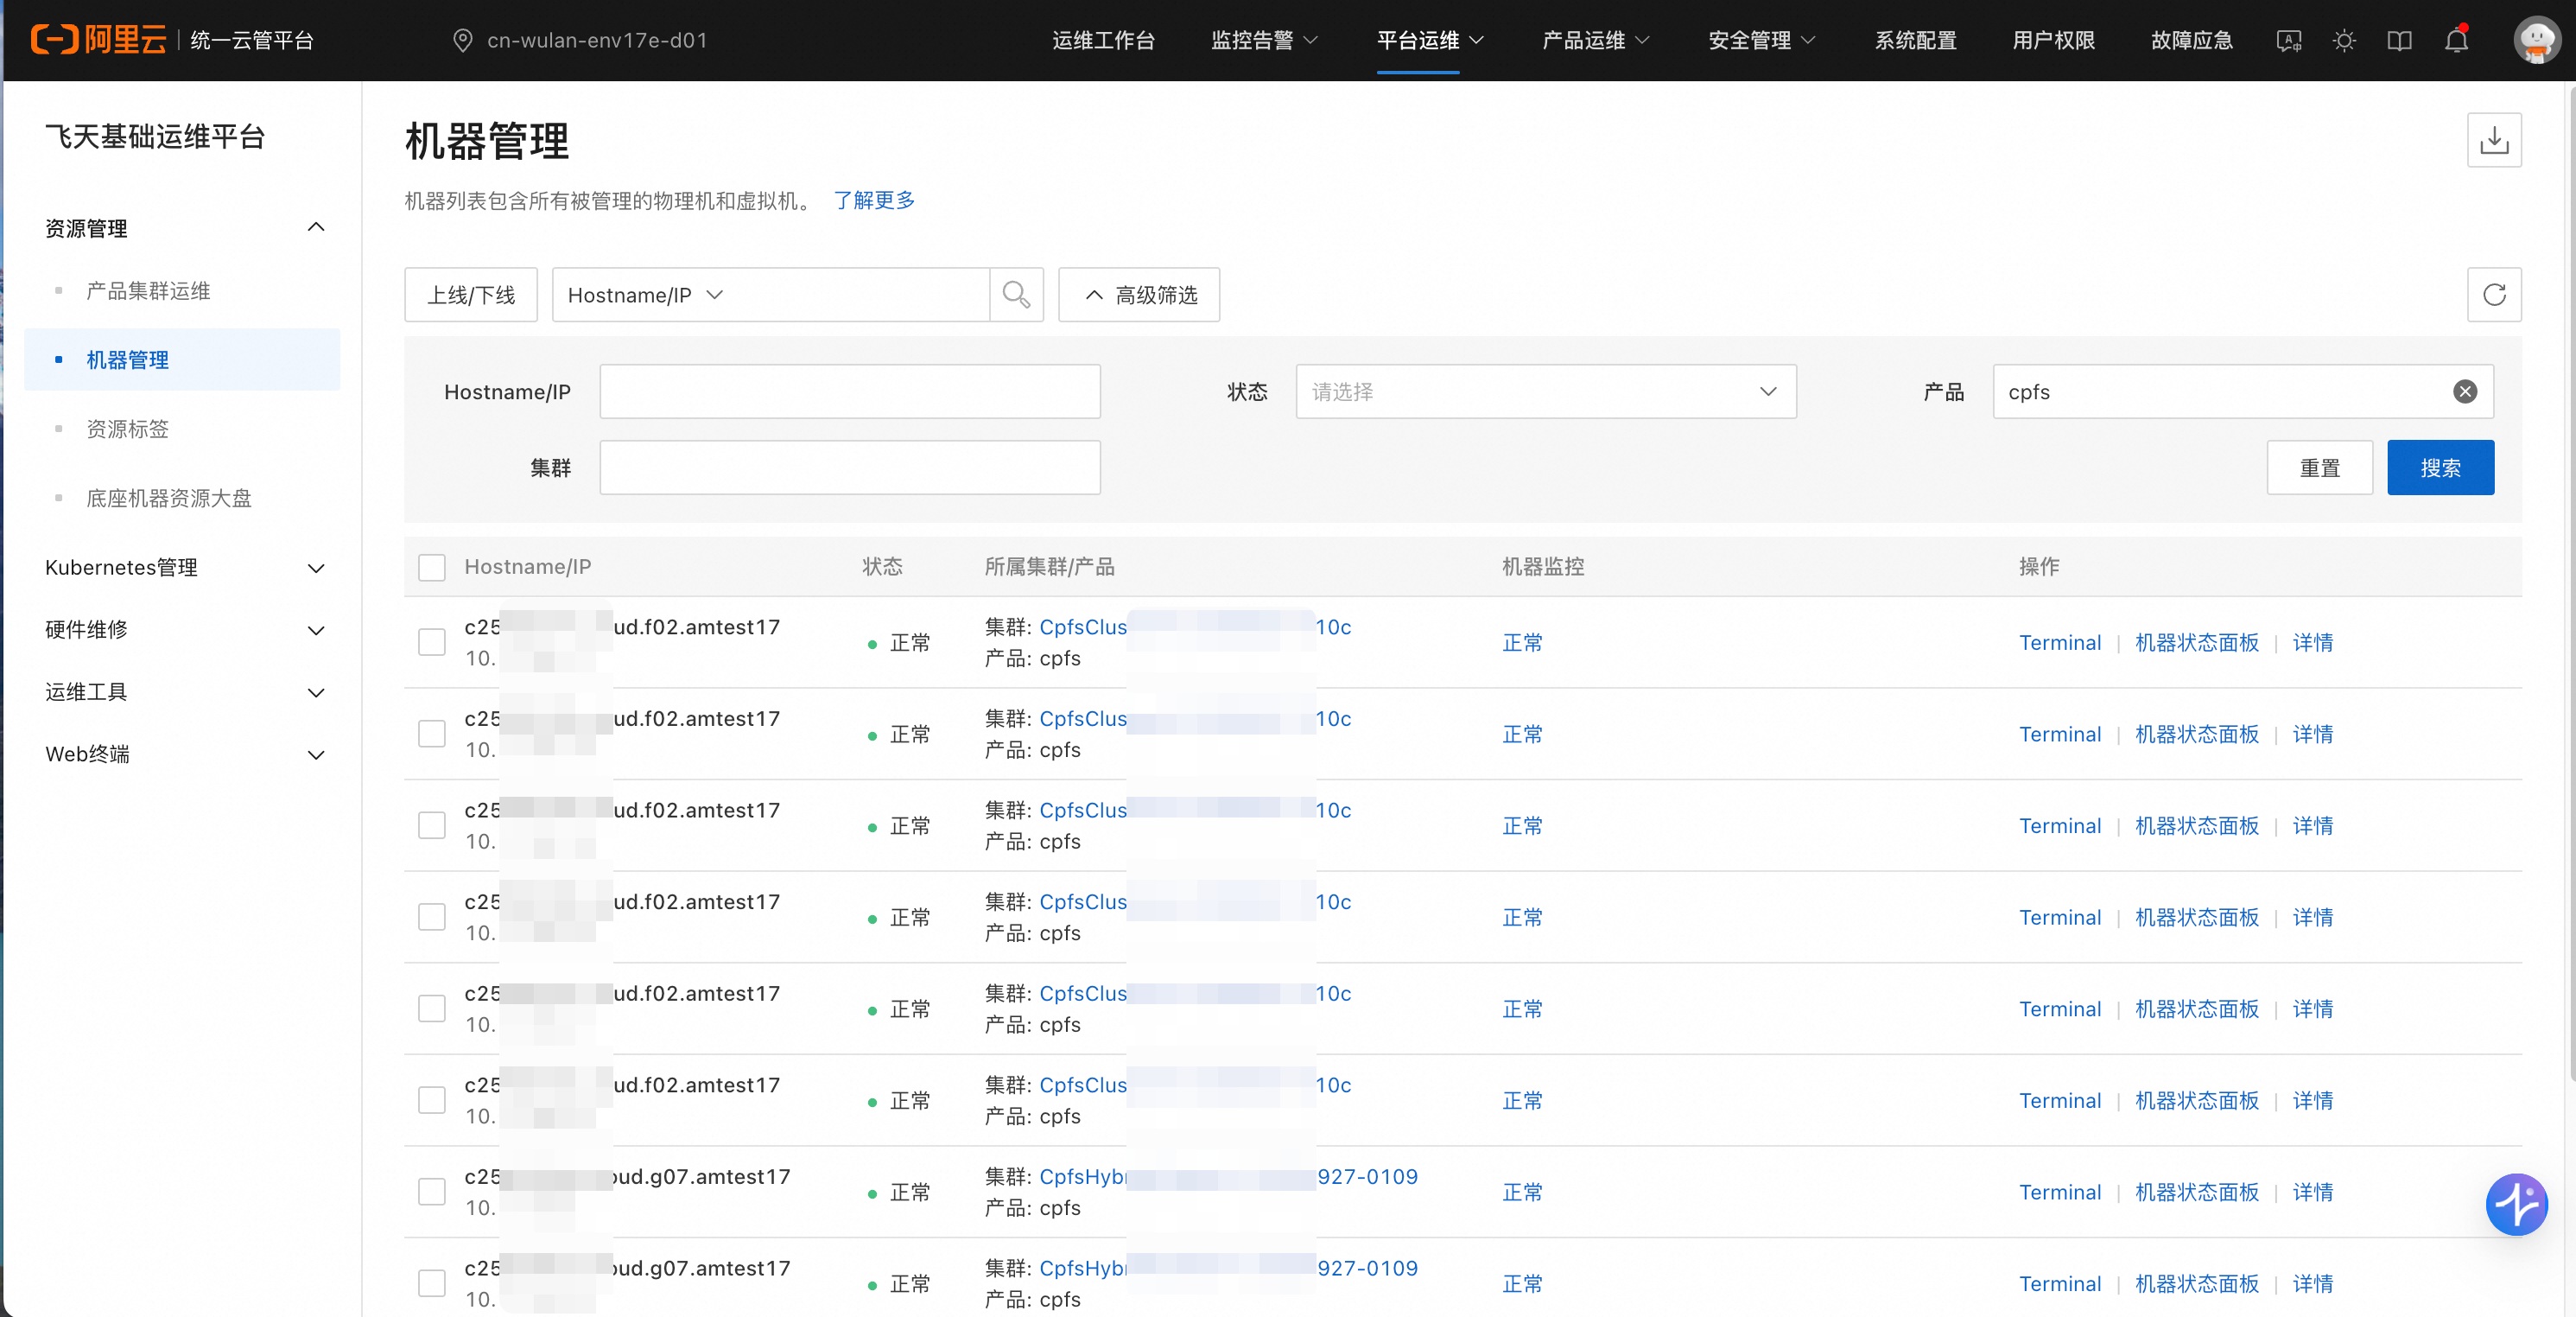 阿里云 统一云管平台 cn-wulan-env17e-d01 运维工作台 监控告警 平台运维 产品运维 安全管理 系统配置 用户权限 故障应急
飞天基础运维平台
资源管理
产品集群运维
机器管理
资源标签
底座机器资源大盘
Kubernetes管理
硬件维修
运维工具
Web终端
机器管理
机器列表包含所有被管理的物理机和虚拟机。 了解更多
上线/下线 Hostname/IP 高级筛选
Hostname/IP 状态 请选择 产品 cpfs
集群 重置 搜索
Hostname/IP 状态 所属集群/产品 机器监控 操作
c25 ud.f02.amtest17 正常 集群: CpfsClus 10c 正常 Terminal 机器状态面板 详情
10. 产品: cpfs
c25 ud.f02.amtest17 正常 集群: CpfsClus 10c 正常 Terminal 机器状态面板 详情
10. 产品: cpfs
c25 ud.f02.amtest17 正常 集群: CpfsClus 10c 正常 Terminal 机器状态面板 详情
10. 产品: cpfs
c25 ud.f02.amtest17 正常 集群: CpfsClus 10c 正常 Terminal 机器状态面板 详情
10. 产品: cpfs
c25 ud.f02.amtest17 正常 集群: CpfsClus 10c 正常 Terminal 机器状态面板 详情
10. 产品: cpfs
c25 ud.f02.amtest17 正常 集群: CpfsClus 10c 正常 Terminal 机器状态面板 详情
10. 产品: cpfs
c25 oud.g07.amtest17 正常 集群: CpfsHybr 927-0109 正常 Terminal 机器状态面板 详情
10. 产品: cpfs
c25 oud.g07.amtest17 正常 集群: CpfsHybr 927-0109 正常 Terminal 机器状态面板 详情
10. 产品: cpfs